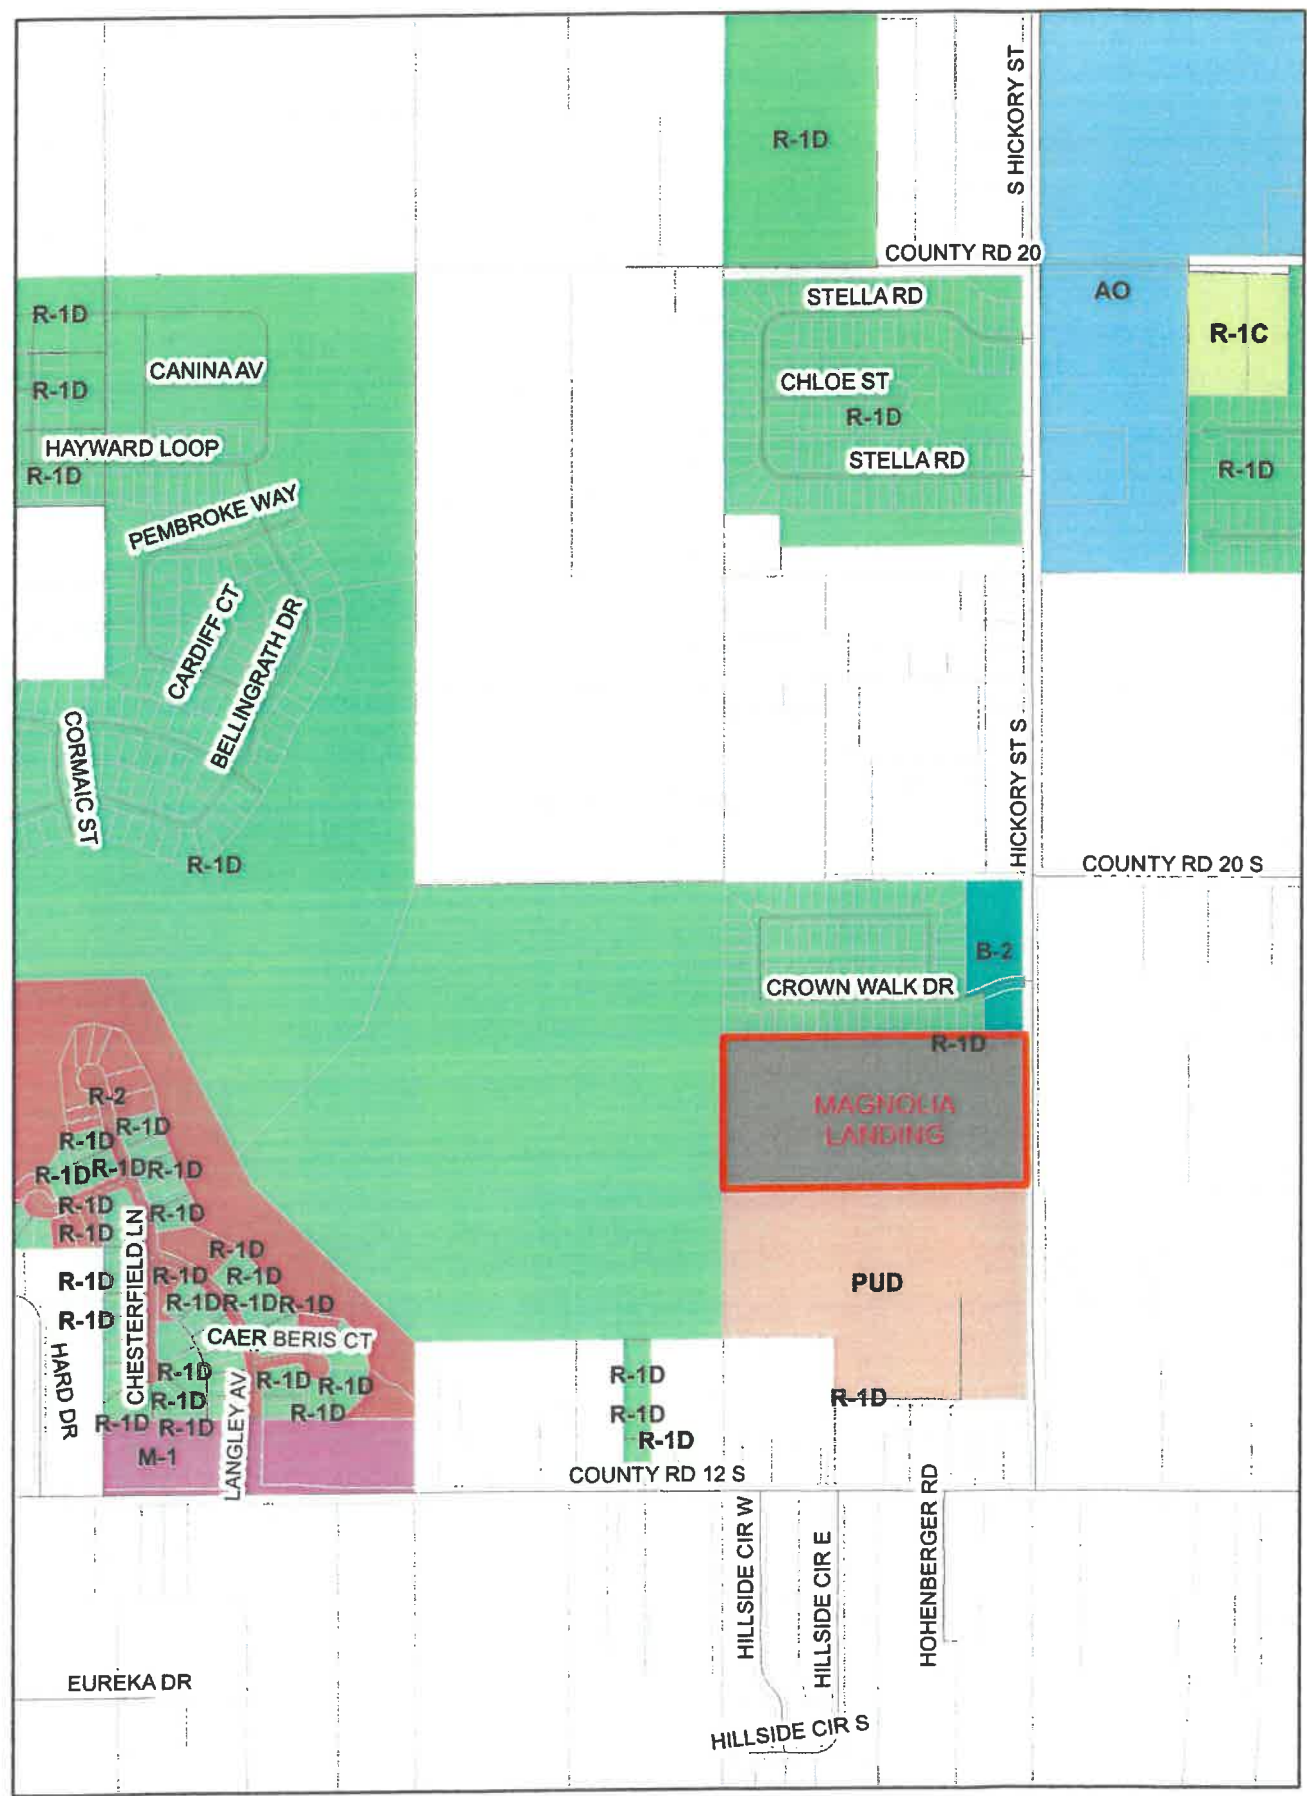 S HICKORY ST
R-1D
COUNTY RD 20
AO
STELLA RD
R-1D
R-1C
CANINA AV
CHLOE ST
R-1D
R-1D
HAYWARD LOOP
STELLA RD
R-1D
R-1D
PEMBROKE WAY
CARDIFF CT
BELLINGRATH DR
CORMAIC ST
HICKORY ST S
R-1D
COUNTY RD 20 S
B-2
CROWN WALK DR
R-1D
MAGNOLIA
LANDING
R-2
R-1D
R-1D
R-1D
R-1D
R-1D
R-1D
R-1D
R-1D
CHESTERFIELD LN
R-1D
R-1D
R-1D
R-1D
PUD
R-1D
R-1D
R-1D
R-1D
CAER BERIS CT
HARD DR
R-1D
R-1D
R-1D
R-1D
R-1D
R-1D
R-1D
LANGLEY AV
R-1D
R-1D
R-1D
R-1D
M-1
COUNTY RD 12 S
HILLSIDE CIR W
HILLSIDE CIR E
HOHENBERGER RD
EUREKA DR
HILLSIDE CIR S